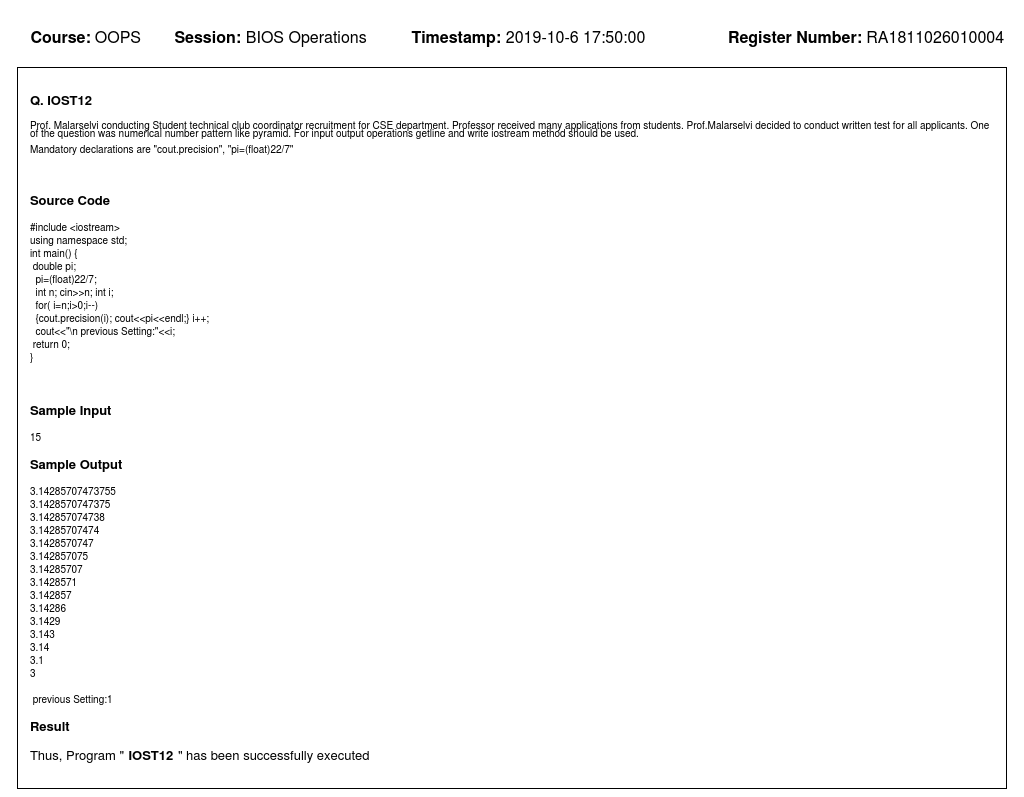 Course: OOPS Session: BIOS Operations Timestamp: 2019-10-6 17:50:00 Register Number: RA1811026010004
Q. IOST12
Prof. Malarselvi conducting Student technical club coordinator recruitment for CSE department. Professor received many applications from students. Prof.Malarselvi decided to conduct written test for all applicants. One
of the question was numerical number pattern like pyramid. For input output operations getline and write iostream method should be used.
Mandatory declarations are "cout.precision", "pi=(float)22/7"
Source Code
#include <iostream>
using namespace std;
int main() {
double pi;
pi=(float)22/7;
int n; cin>>n; int i;
for( i=n;i>0;i--)
{cout.precision(i); cout<<pi<<endl;} i++;
cout<<"\n previous Setting:"<<i;
return 0;
}
Sample Input
15
Sample Output
3.14285707473755
3.1428570747375
3.142857074738
3.14285707474
3.1428570747
3.142857075
3.14285707
3.1428571
3.142857
3.14286
3.1429
3.143
3.14
3.1
3
previous Setting:1
Result
Thus, Program " IOST12 " has been successfully executed